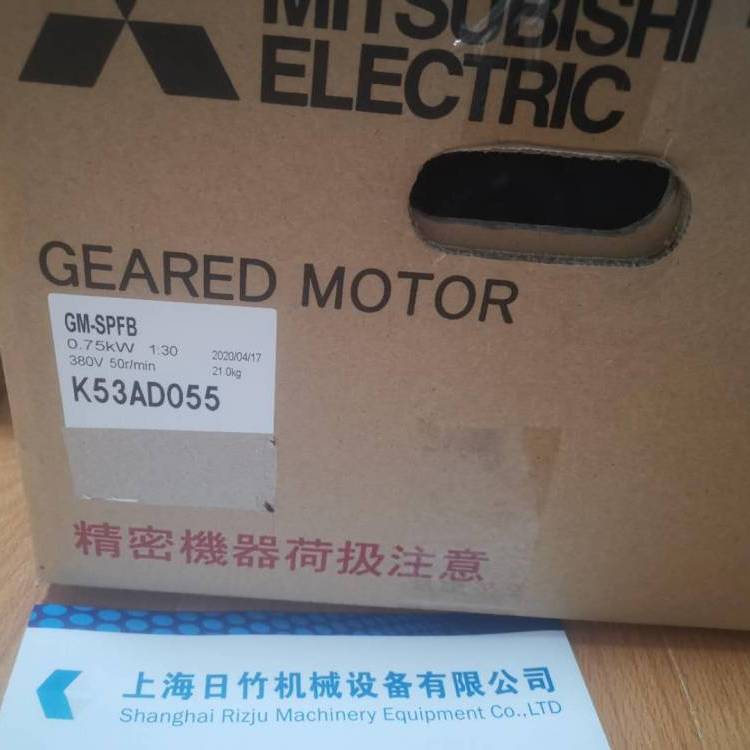 MITSUBISHI
ELECTRIC
GEARED MOTOR
GM-SPFB
0.75kW 1:30 2020/04/17
380V 50r/min 21.0kg
K53AD055
精密機器荷扱注意
上海日竹机械设备有限公司
Shanghai Rizju Machinery Equipment Co.,LTD